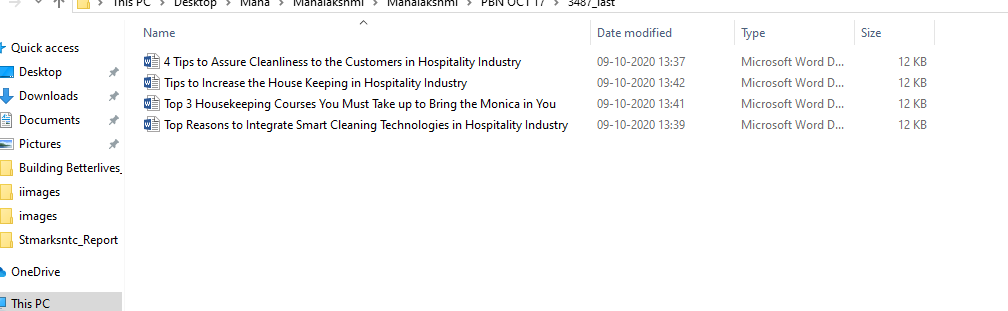 This PC > Desktop > Maha > Mahalakshmi > Mahalakshmi > PBN OCT 17 > 3487_last
Name Date modified Type Size
Quick access
Desktop
Downloads
Documents
Pictures
Building Betterlives_
iimages
images
Stmarksntc_Report
OneDrive
This PC
4 Tips to Assure Cleanliness to the Customers in Hospitality Industry 09-10-2020 13:37 Microsoft Word D... 12 KB
Tips to Increase the House Keeping in Hospitality Industry 09-10-2020 13:42 Microsoft Word D... 12 KB
Top 3 Housekeeping Courses You Must Take up to Bring the Monica in You 09-10-2020 13:41 Microsoft Word D... 12 KB
Top Reasons to Integrate Smart Cleaning Technologies in Hospitality Industry 09-10-2020 13:39 Microsoft Word D... 12 KB